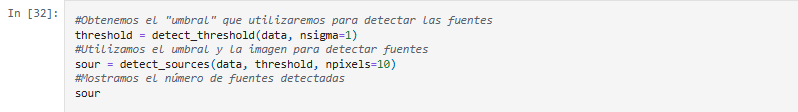 In [32]:
#Obtenemos el "umbral" que utilizaremos para detectar las fuentes
threshold = detect_threshold(data, nsigma=1)
#Utilizamos el umbral y la imagen para detectar fuentes
sour = detect_sources(data, threshold, npixels=10)
#Mostramos el número de fuentes detectadas
sour